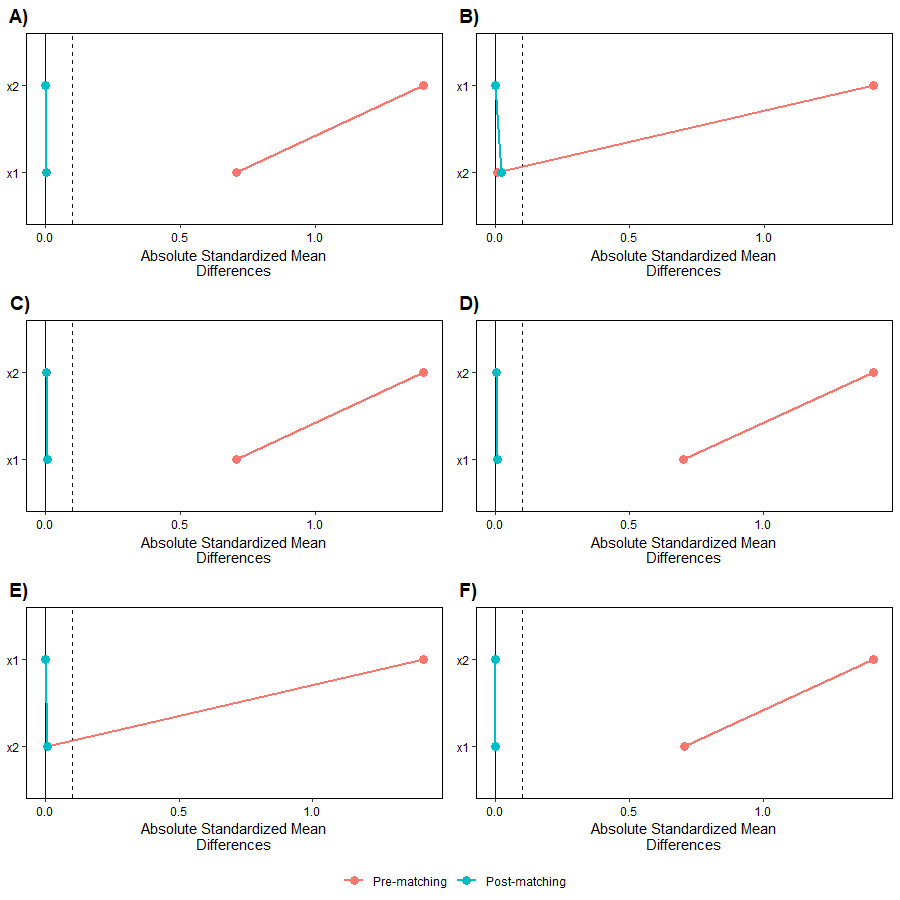 A)
x2
x1
0.0 0.5 1.0
Absolute Standardized Mean
Differences
B)
x1
x2
0.0 0.5 1.0
Absolute Standardized Mean
Differences
C)
x2
x1
0.0 0.5 1.0
Absolute Standardized Mean
Differences
D)
x2
x1
0.0 0.5 1.0
Absolute Standardized Mean
Differences
E)
x1
x2
0.0 0.5 1.0
Absolute Standardized Mean
Differences
F)
x2
x1
0.0 0.5 1.0
Absolute Standardized Mean
Differences
Pre-matching Post-matching